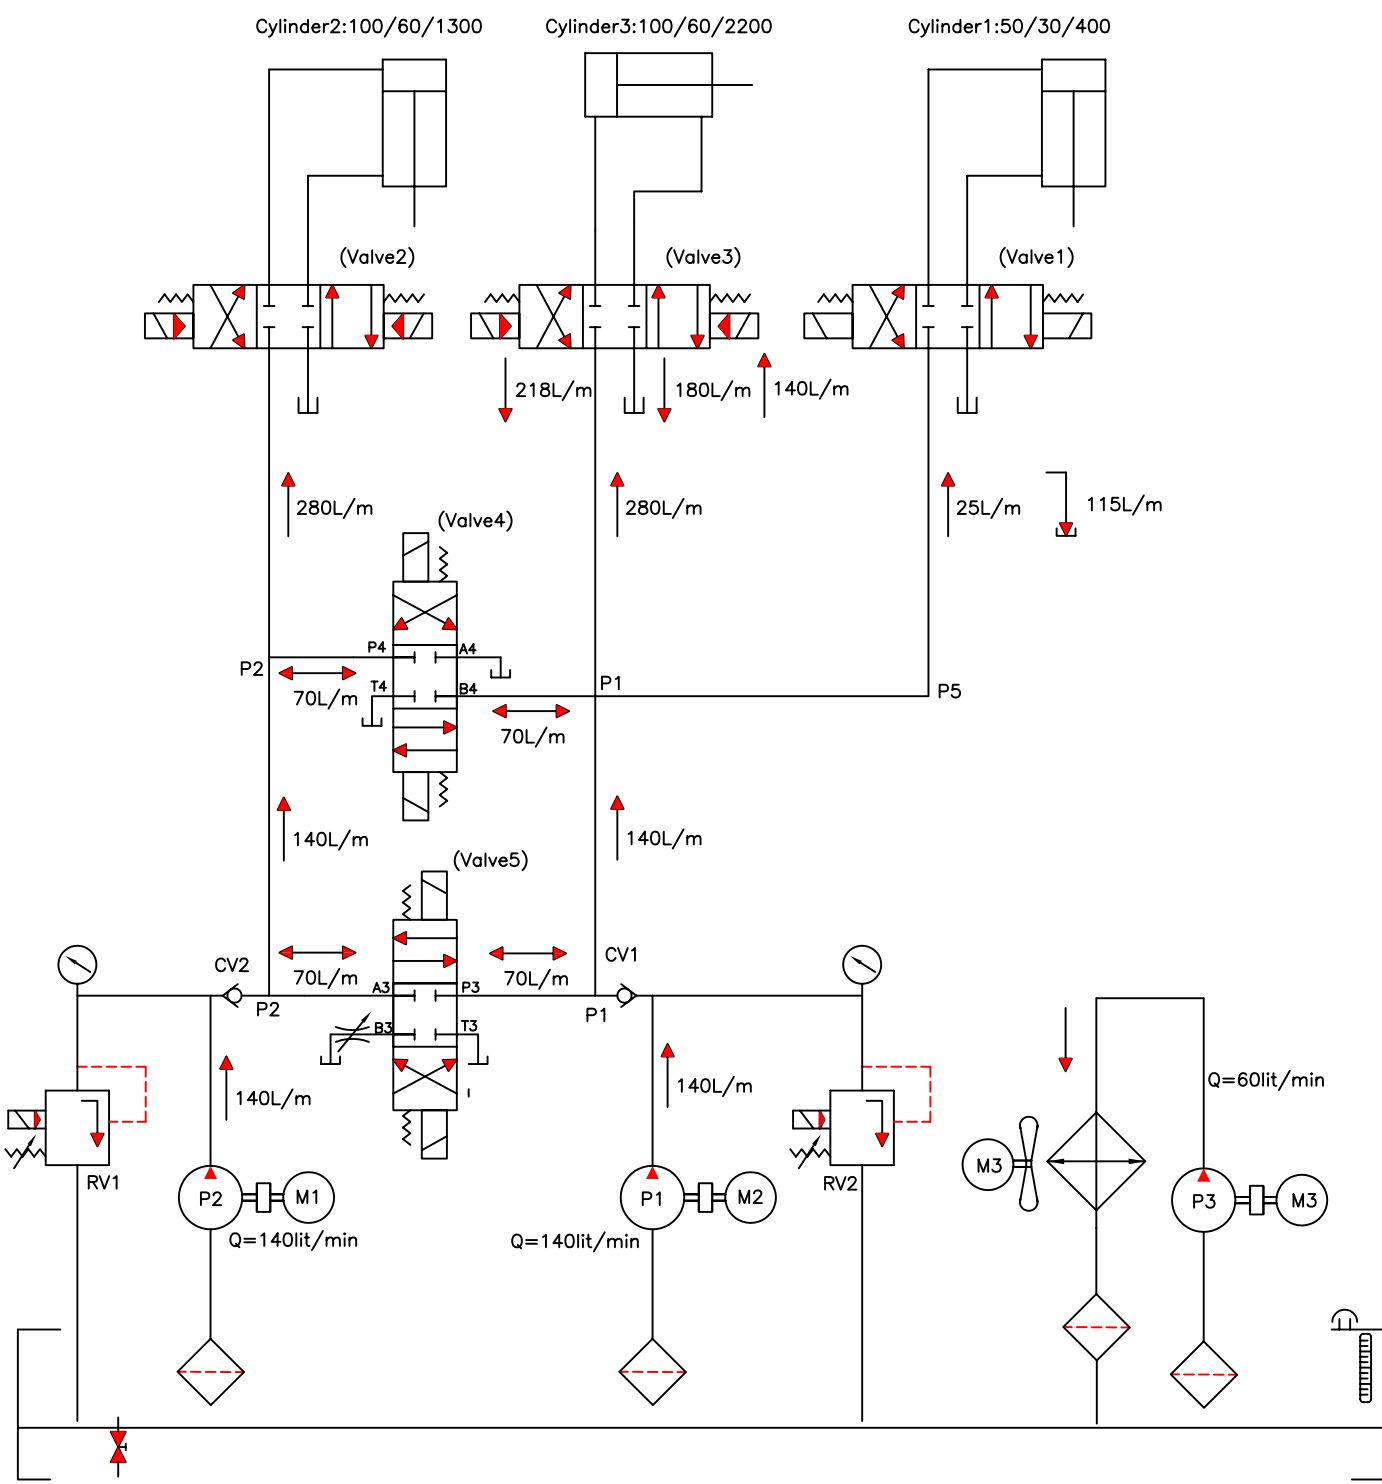 Cylinder2:100/60/1300
Cylinder3:100/60/2200
Cylinder1:50/30/400
(Valve2)
(Valve3)
(Valve1)
218L/m
180L/m
140L/m
280L/m
280L/m
25L/m
115L/m
(Valve4)
P4
A4
P2
70L/m
T4
B4
P1
P5
70L/m
140L/m
140L/m
(Valve5)
CV2
70L/m
70L/m
CV1
A3
P3
P2
P1
B3
T3
140L/m
140L/m
Q=60lit/min
RV1
P2
M1
P1
M2
RV2
M3
P3
M3
Q=140lit/min
Q=140lit/min